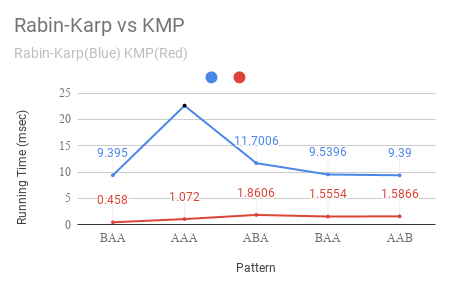 Rabin-Karp vs KMP
Rabin-Karp(Blue) KMP(Red)
Running Time (msec)
25
20
15
10
5
0
9.395
11.7006
9.5396
9.39
0.458
1.072
1.8606
1.5554
1.5866
BAA
AAA
ABA
BAA
AAB
Pattern